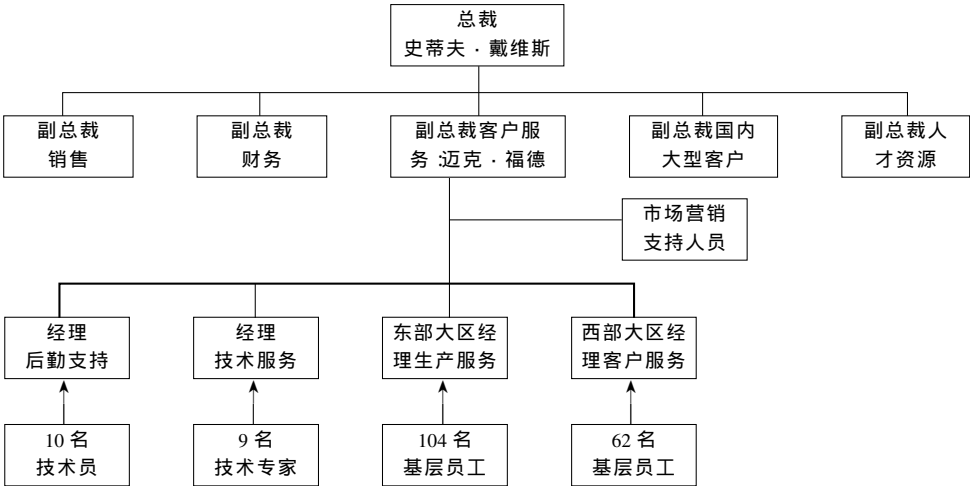 总裁
史蒂夫·戴维斯
副总裁
销售
副总裁
财务
副总裁客户服
务:迈克·福德
副总裁国内
大型客户
副总裁人
才资源
市场营销
支持人员
经理
后勤支持
经理
技术服务
东部大区经
理生产服务
西部大区经
理客户服务
10 名
技术员
9 名
技术专家
104 名
基层员工
62 名
基层员工